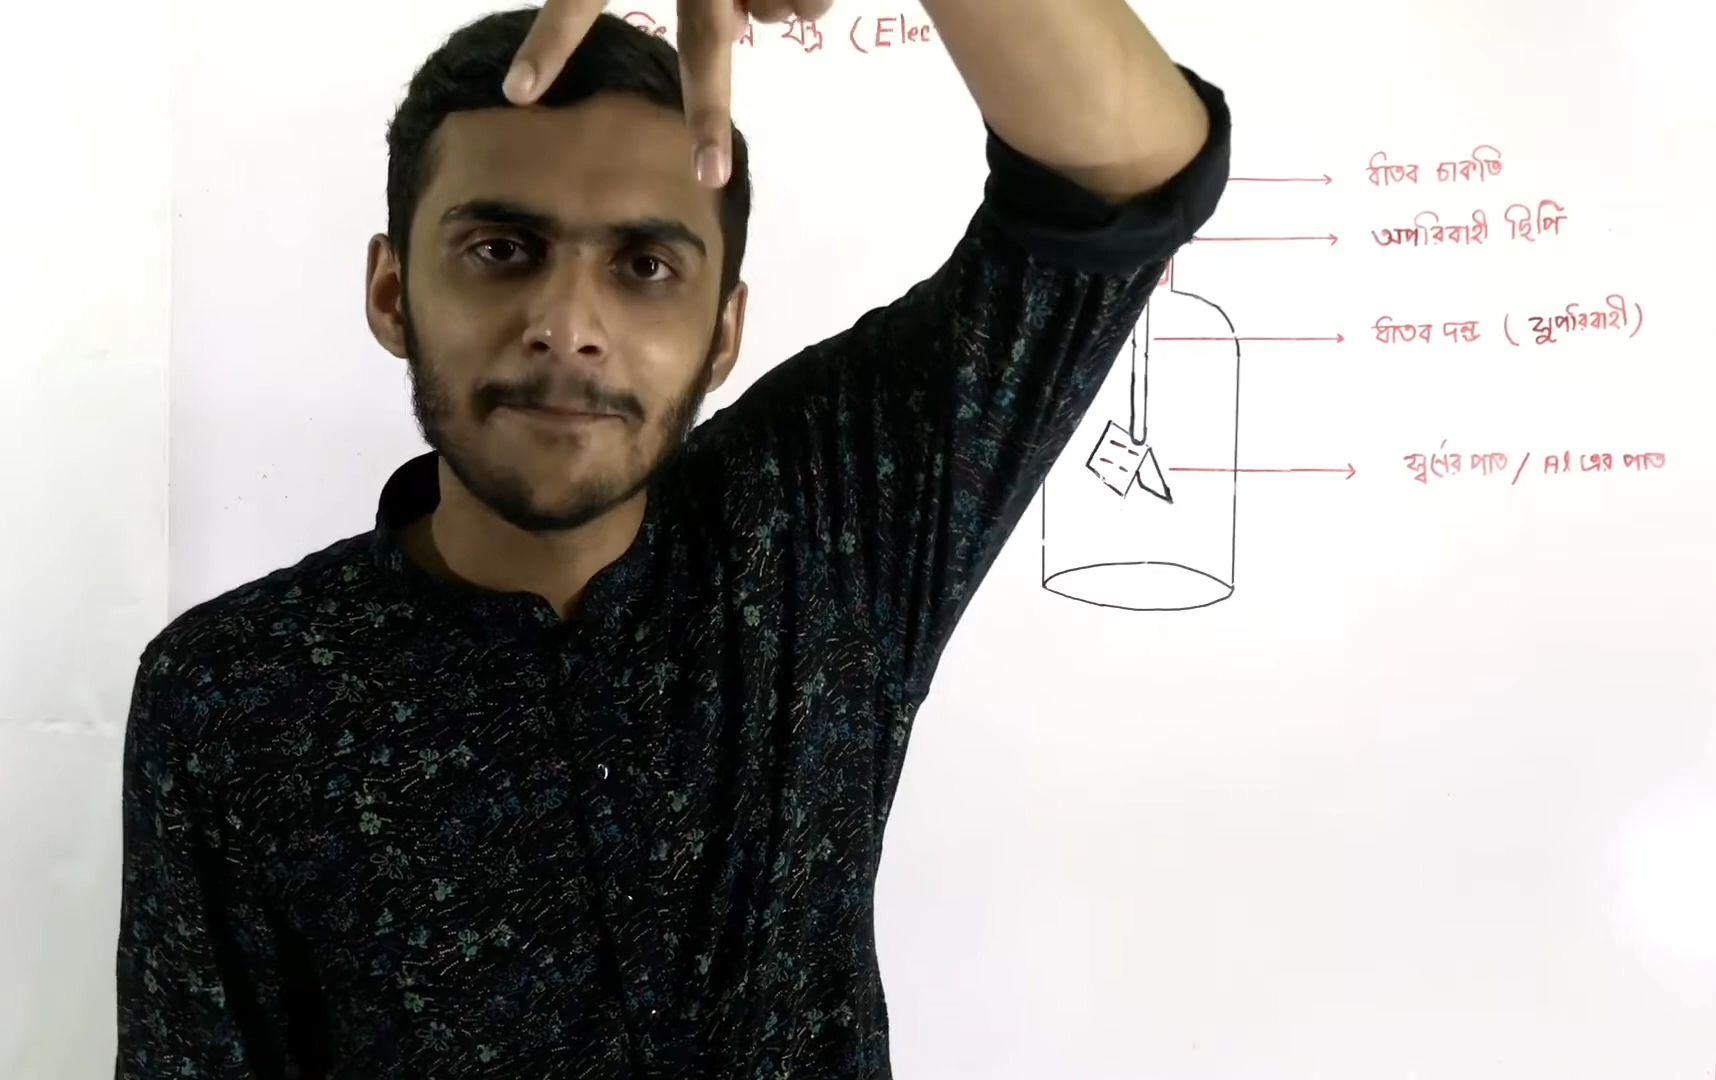 যন্ত্র (Elec
ধাতব চাকতি
অপরিবাহী ছিপি
ধাতব দন্ড (সুপরিবাহী)
স্বর্ণের পাত / Al এর পাত